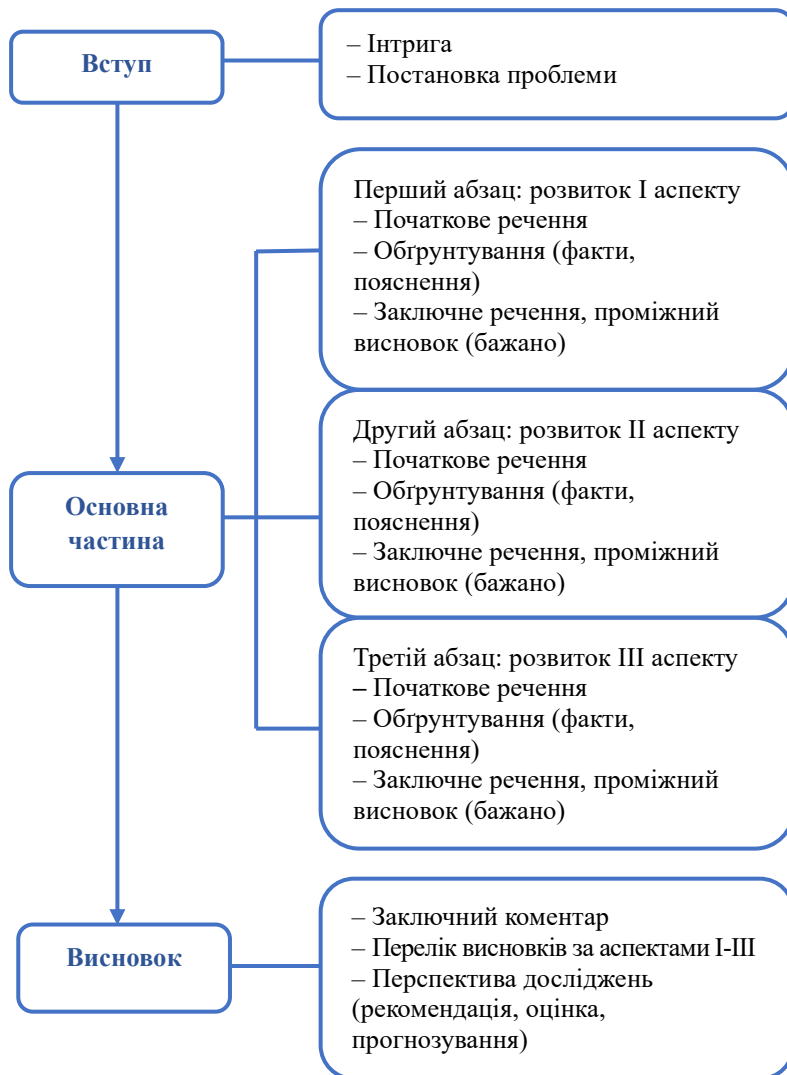 Вступ
– Інтрига
– Постановка проблеми
Перший абзац: розвиток І аспекту
– Початкове речення
– Обґрунтування (факти,
пояснення)
– Заключне речення, проміжний
висновок (бажано)
Другий абзац: розвиток ІІ аспекту
– Початкове речення
– Обґрунтування (факти,
пояснення)
– Заключне речення, проміжний
висновок (бажано)
Основна
частина
Третій абзац: розвиток ІІІ аспекту
– Початкове речення
– Обґрунтування (факти,
пояснення)
– Заключне речення, проміжний
висновок (бажано)
Висновок
– Заключний коментар
– Перелік висновків за аспектами І-ІІІ
– Перспектива досліджень
(рекомендація, оцінка,
прогнозування)